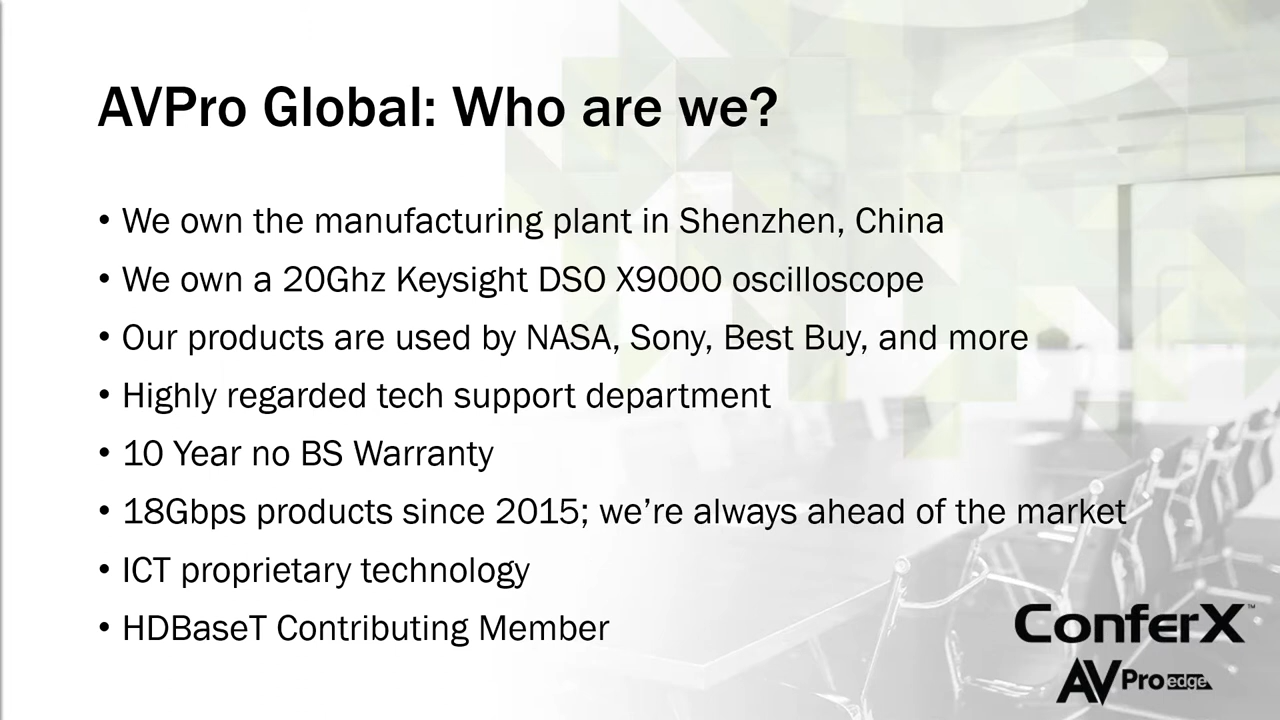 AVPro Global: Who are we?
• We own the manufacturing plant in Shenzhen, China
• We own a 20Ghz Keysight DSO X9000 oscilloscope
• Our products are used by NASA, Sony, Best Buy, and more
• Highly regarded tech support department
• 10 Year no BS Warranty
• 18Gbps products since 2015; we’re always ahead of the market
• ICT proprietary technology
• HDBaseT Contributing Member
ConferX™
AVPro edge